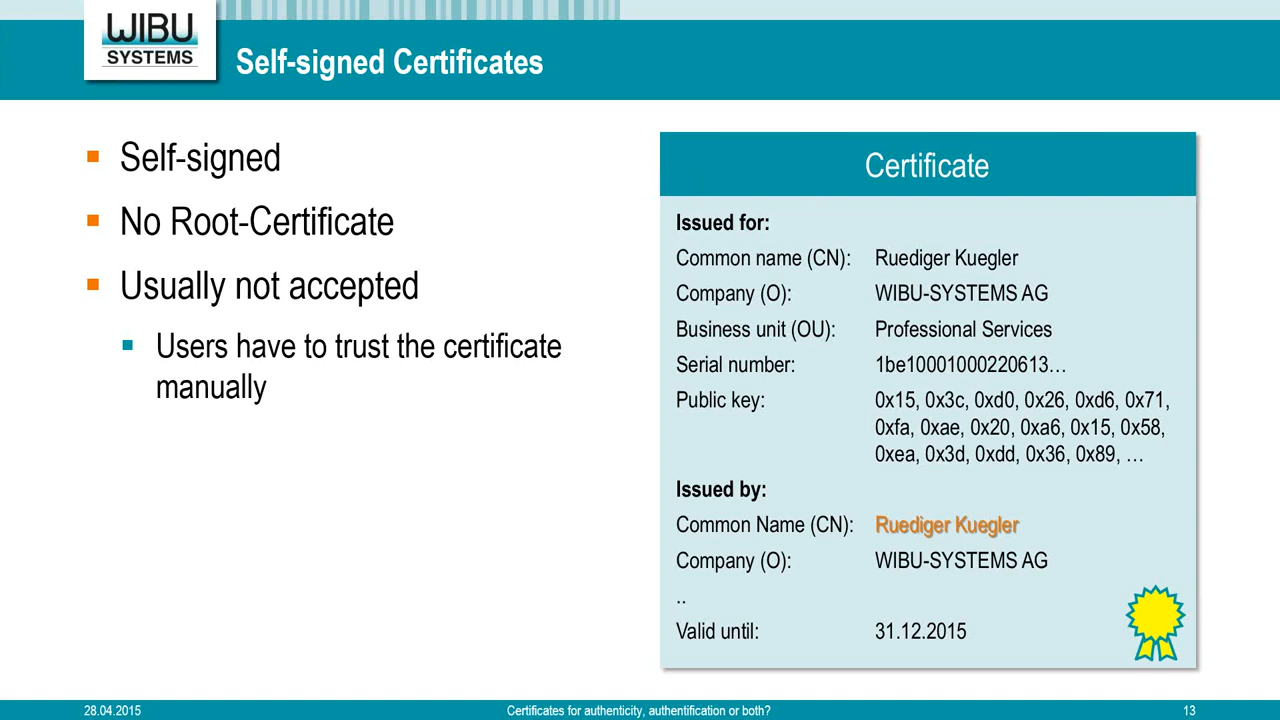 WIBU
SYSTEMS
Self-signed Certificates
Self-signed
No Root-Certificate
Usually not accepted
Users have to trust the certificate
manually
Certificate
Issued for:
Common name (CN): Ruediger Kuegler
Company (O): WIBU-SYSTEMS AG
Business unit (OU): Professional Services
Serial number: 1be10001000220613…
Public key: 0x15, 0x3c, 0xd0, 0x26, 0xd6, 0x71,
0xfa, 0xae, 0x20, 0xa6, 0x15, 0x58,
0xea, 0x3d, 0xdd, 0x36, 0x89, …
Issued by:
Common Name (CN): Ruediger Kuegler
Company (O): WIBU-SYSTEMS AG
..
Valid until: 31.12.2015
28.04.2015 Certificates for authenticity, authentification or both? 13